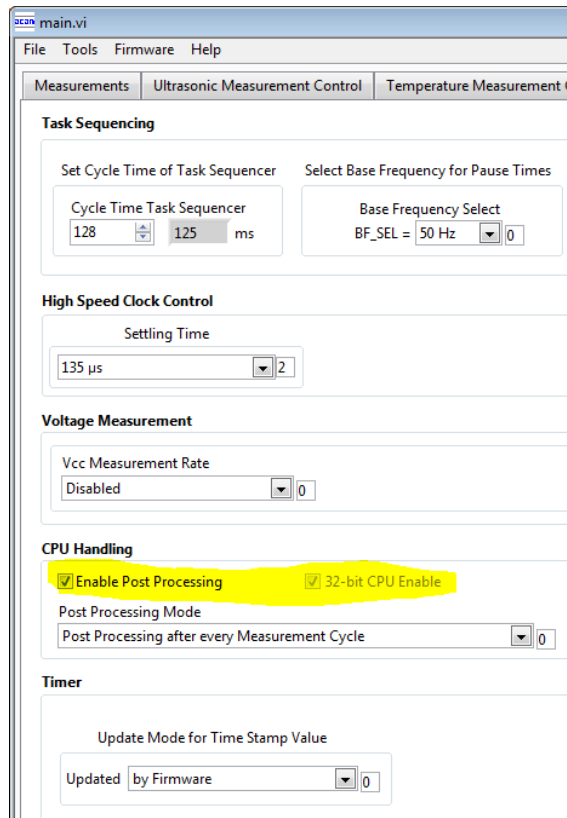 acan main.vi
File Tools Firmware Help
Measurements Ultrasonic Measurement Control Temperature Measurement
Task Sequencing
Set Cycle Time of Task Sequencer Select Base Frequency for Pause Times
Cycle Time Task Sequencer Base Frequency Select
128 125 ms BF_SEL = 50 Hz 0
High Speed Clock Control
Settling Time
135 µs 2
Voltage Measurement
Vcc Measurement Rate
Disabled 0
CPU Handling
Enable Post Processing 32-bit CPU Enable
Post Processing Mode
Post Processing after every Measurement Cycle 0
Timer
Update Mode for Time Stamp Value
Updated by Firmware 0